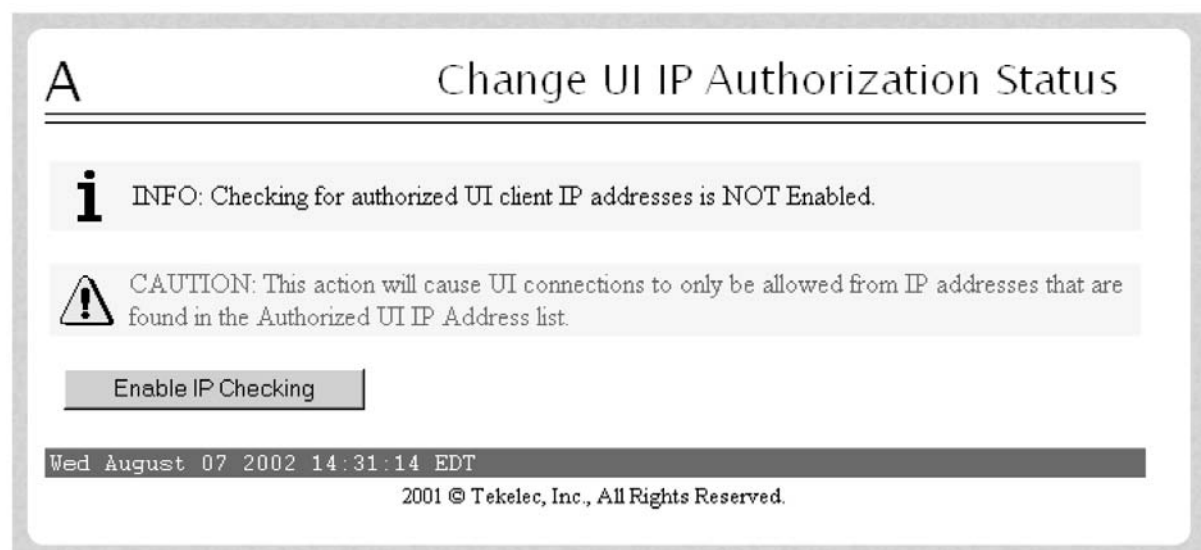 A
Change UI IP Authorization Status
i
INFO: Checking for authorized UI client IP addresses is NOT Enabled.
!
CAUTION: This action will cause UI connections to only be allowed from IP addresses that are
found in the Authorized UI IP Address list.
Enable IP Checking
Wed August 07 2002 14:31:14 EDT
2001 © Tekelec, Inc., All Rights Reserved.